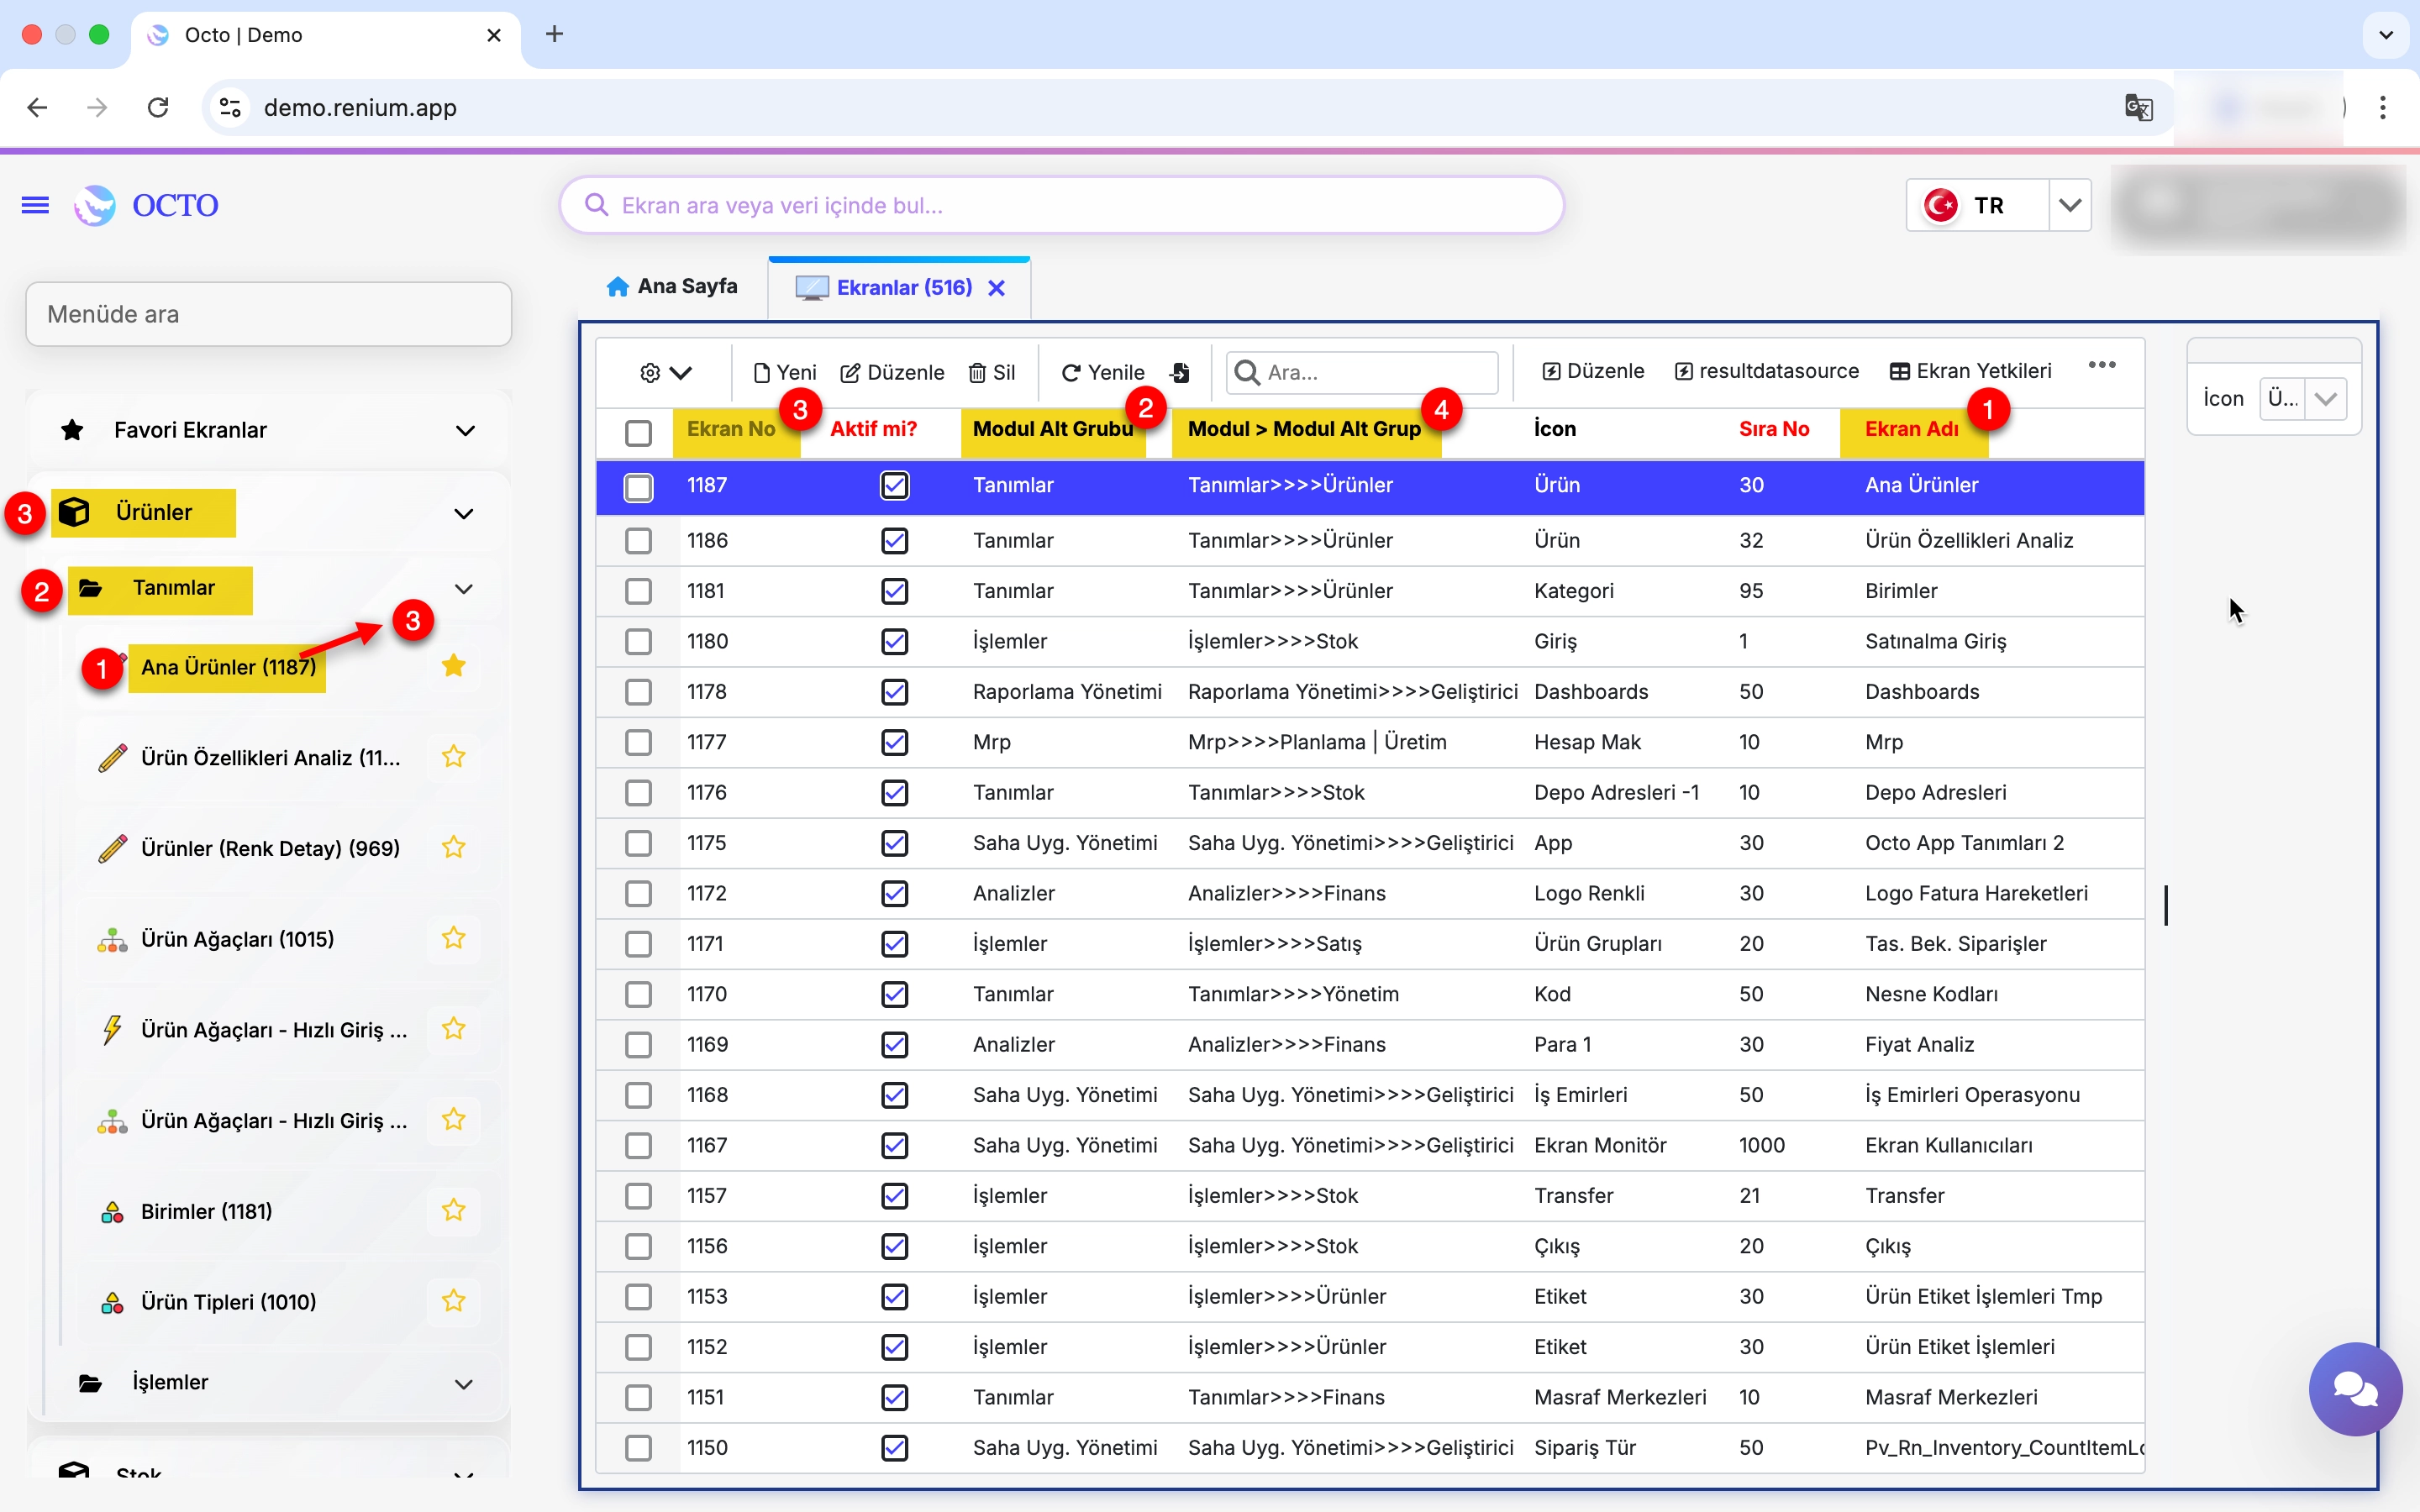 Octo | Demo
demo.renium.app
OCTO
Ekran ara veya veri içinde bul...
TR
Menüde ara
Ana Sayfa
Ekranlar (516)
Favori Ekranlar
3 Ürünler
2 Tanımlar
3
1 Ana Ürünler (1187)
Ürün Özellikleri Analiz (11...
Ürünler (Renk Detay) (969)
Ürün Ağaçları (1015)
Ürün Ağaçları - Hızlı Giriş ...
Ürün Ağaçları - Hızlı Giriş ...
Birimler (1181)
Ürün Tipleri (1010)
İşlemler
Stok
Yeni Düzenle Sil Yenile Ara... Düzenle resultdatasource Ekran Yetkileri
İcon Ü...
3 2 4 1
Ekran No Aktif mi? Modul Alt Grubu Modul > Modul Alt Grup İcon Sıra No Ekran Adı
1187 Tanımlar Tanımlar>>>>Ürünler Ürün 30 Ana Ürünler
1186 Tanımlar Tanımlar>>>>Ürünler Ürün 32 Ürün Özellikleri Analiz
1181 Tanımlar Tanımlar>>>>Ürünler Kategori 95 Birimler
1180 İşlemler İşlemler>>>>Stok Giriş 1 Satınalma Giriş
1178 Raporlama Yönetimi Raporlama Yönetimi>>>>Geliştirici Dashboards 50 Dashboards
1177 Mrp Mrp>>>>Planlama | Üretim Hesap Mak 10 Mrp
1176 Tanımlar Tanımlar>>>>Stok Depo Adresleri -1 10 Depo Adresleri
1175 Saha Uyg. Yönetimi Saha Uyg. Yönetimi>>>>Geliştirici App 30 Octo App Tanımları 2
1172 Analizler Analizler>>>>Finans Logo Renkli 30 Logo Fatura Hareketleri
1171 İşlemler İşlemler>>>>Satış Ürün Grupları 20 Tas. Bek. Siparişler
1170 Tanımlar Tanımlar>>>>Yönetim Kod 50 Nesne Kodları
1169 Analizler Analizler>>>>Finans Para 1 30 Fiyat Analiz
1168 Saha Uyg. Yönetimi Saha Uyg. Yönetimi>>>>Geliştirici İş Emirleri 50 İş Emirleri Operasyonu
1167 Saha Uyg. Yönetimi Saha Uyg. Yönetimi>>>>Geliştirici Ekran Monitör 1000 Ekran Kullanıcıları
1157 İşlemler İşlemler>>>>Stok Transfer 21 Transfer
1156 İşlemler İşlemler>>>>Stok Çıkış 20 Çıkış
1153 İşlemler İşlemler>>>>Ürünler Etiket 30 Ürün Etiket İşlemleri Tmp
1152 İşlemler İşlemler>>>>Ürünler Etiket 30 Ürün Etiket İşlemleri
1151 Tanımlar Tanımlar>>>>Finans Masraf Merkezleri 10 Masraf Merkezleri
1150 Saha Uyg. Yönetimi Saha Uyg. Yönetimi>>>>Geliştirici Sipariş Tür 50 Pv_Rn_Inventory_CountItemLo